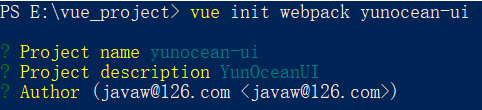 PS E:\vue_project> vue init webpack yunocean-ui
? Project name yunocean-ui
? Project description YunOceanUI
? Author (javaw@126.com <javaw@126.com>)